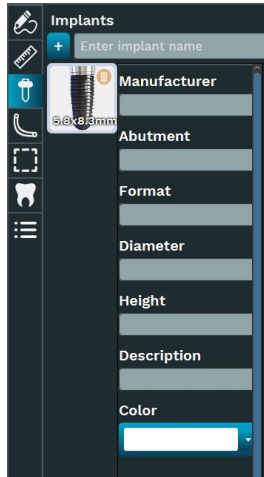 Implants
+ Enter implant name
5.8x8.3mm
Manufacturer
Abutment
Format
Diameter
Height
Description
Color